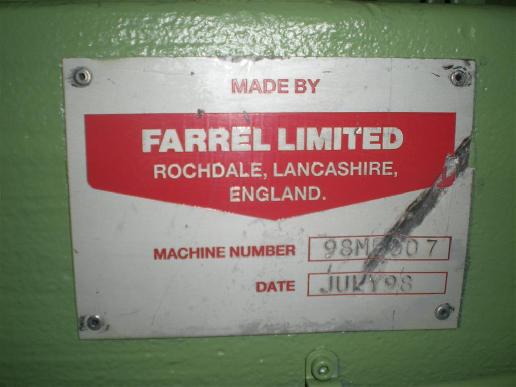 MADE BY
FARREL LIMITED
ROCHDALE, LANCASHIRE,
ENGLAND.
MACHINE NUMBER
DATE JULY98